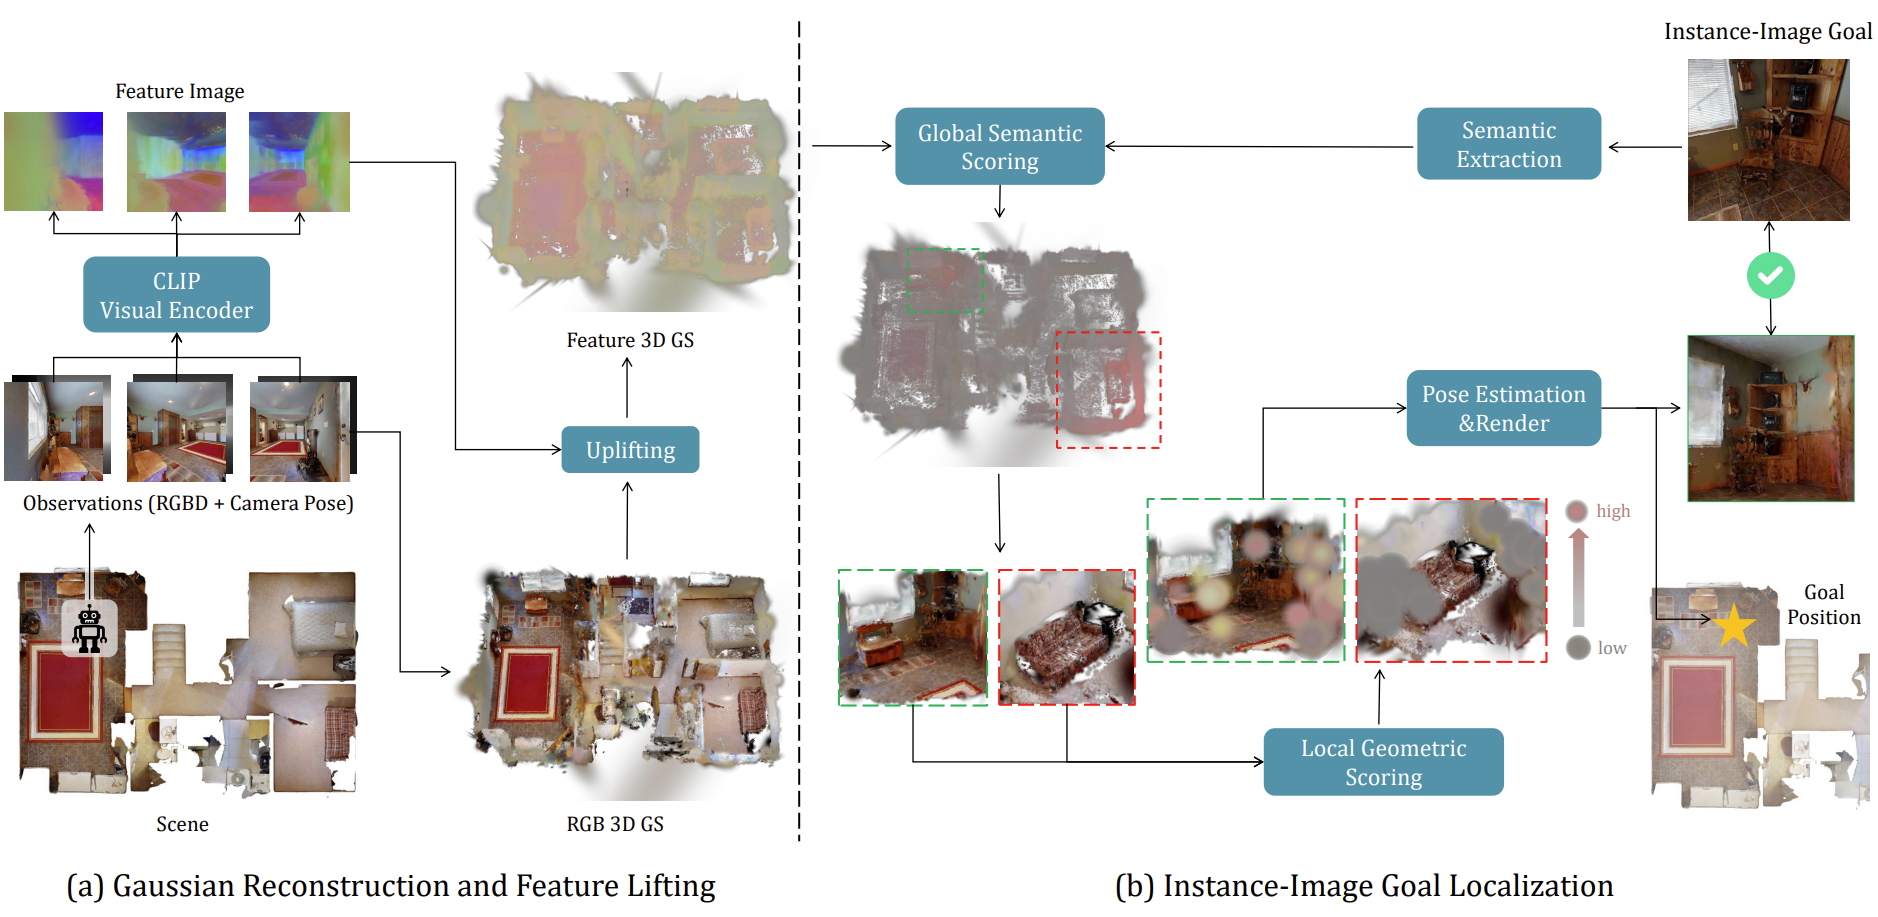 Feature Image
CLIP
Visual Encoder
Observations (RGBD + Camera Pose)
Scene
Feature 3D GS
Uplifting
RGB 3D GS
(a) Gaussian Reconstruction and Feature Lifting
Instance-Image Goal
Global Semantic
Scoring
Semantic
Extraction
Pose Estimation
&Render
high
low
Goal
Position
Local Geometric
Scoring
(b) Instance-Image Goal Localization